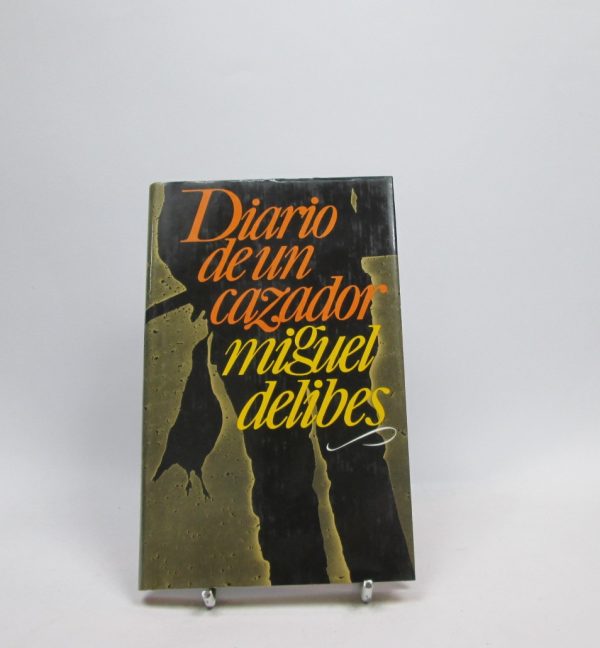 Diario
de un
cazador
miguel
delibes